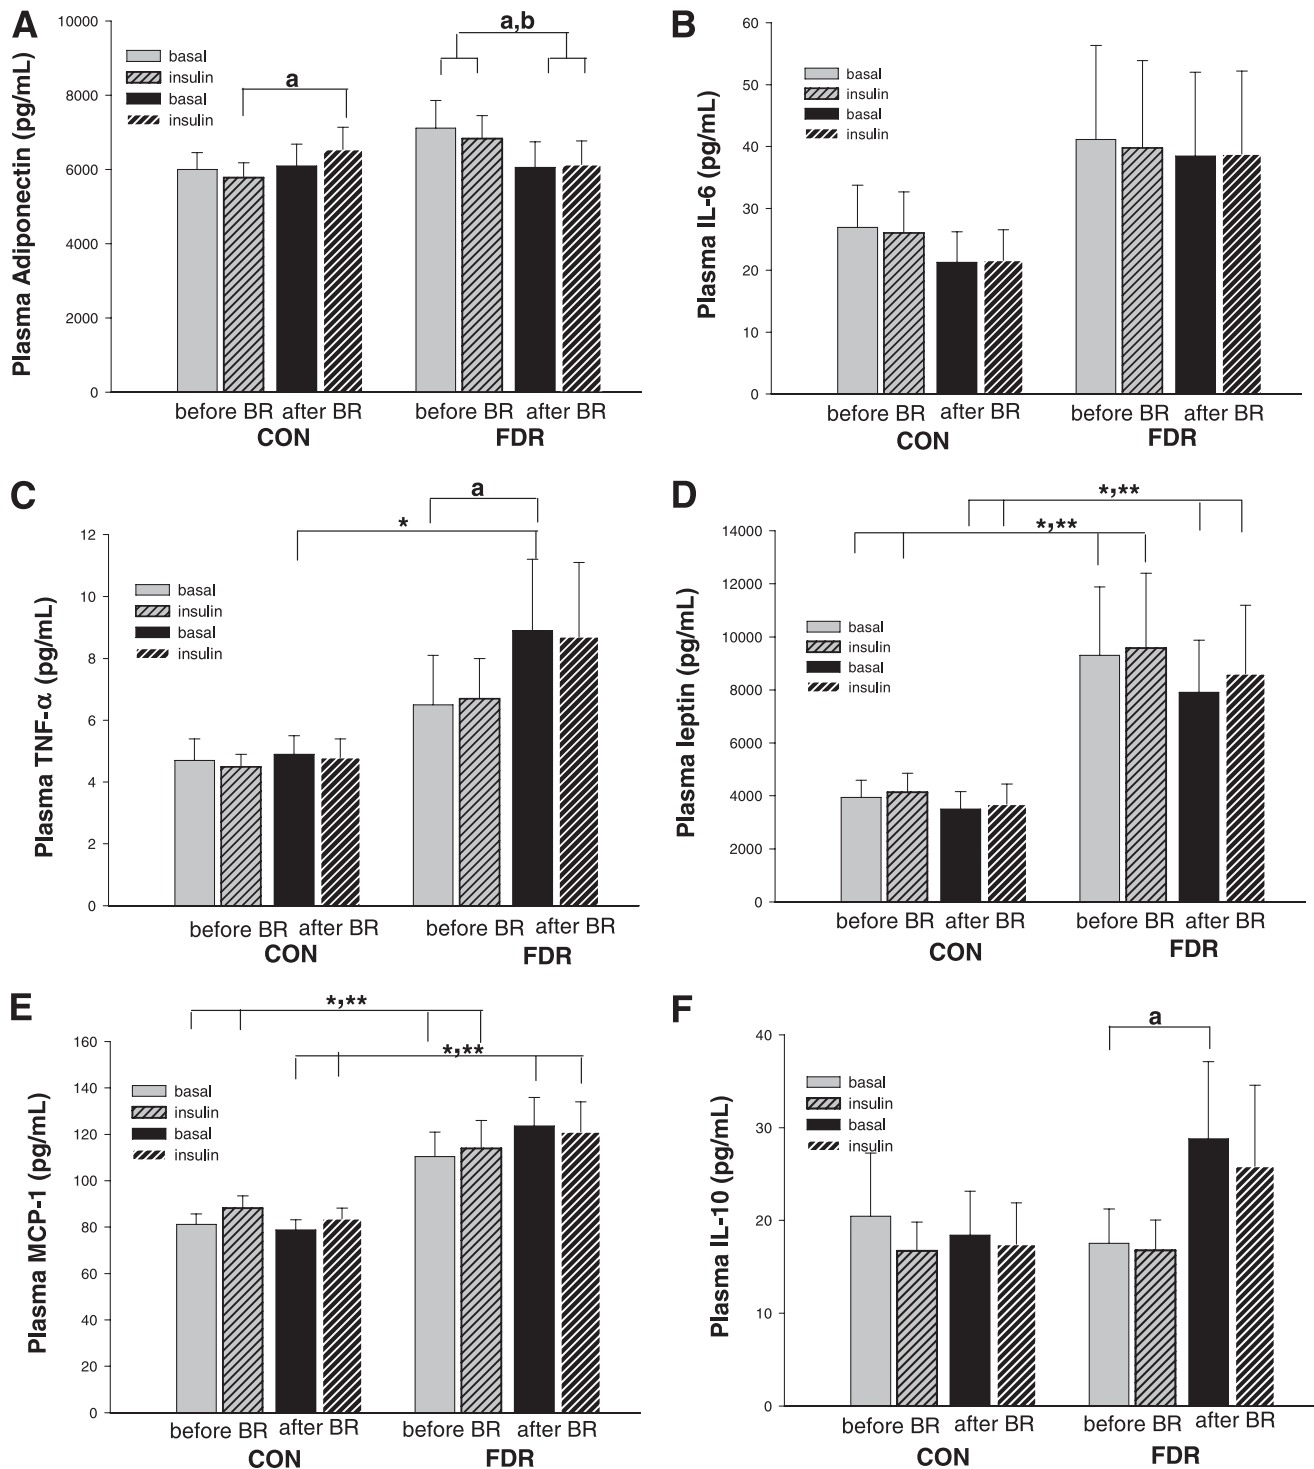 A
Plasma Adiponectin (pg/mL)
10000
8000
6000
4000
2000
0
basal
insulin
basal
insulin
a
a,b
before BR after BR before BR after BR
CON FDR
B
Plasma IL-6 (pg/mL)
60
50
40
30
20
10
0
basal
insulin
basal
insulin
before BR after BR before BR after BR
CON FDR
C
Plasma TNF-α (pg/mL)
12
10
8
6
4
2
0
basal
insulin
basal
insulin
a
*
before BR after BR before BR after BR
CON FDR
D
Plasma leptin (pg/mL)
14000
12000
10000
8000
6000
4000
2000
0
basal
insulin
basal
insulin
*,**
*,**
before BR after BR before BR after BR
CON FDR
E
Plasma MCP-1 (pg/mL)
160
140
120
100
80
60
40
20
0
basal
insulin
basal
insulin
*,**
*,**
before BR after BR before BR after BR
CON FDR
F
Plasma IL-10 (pg/mL)
40
30
20
10
0
basal
insulin
basal
insulin
a
before BR after BR before BR after BR
CON FDR